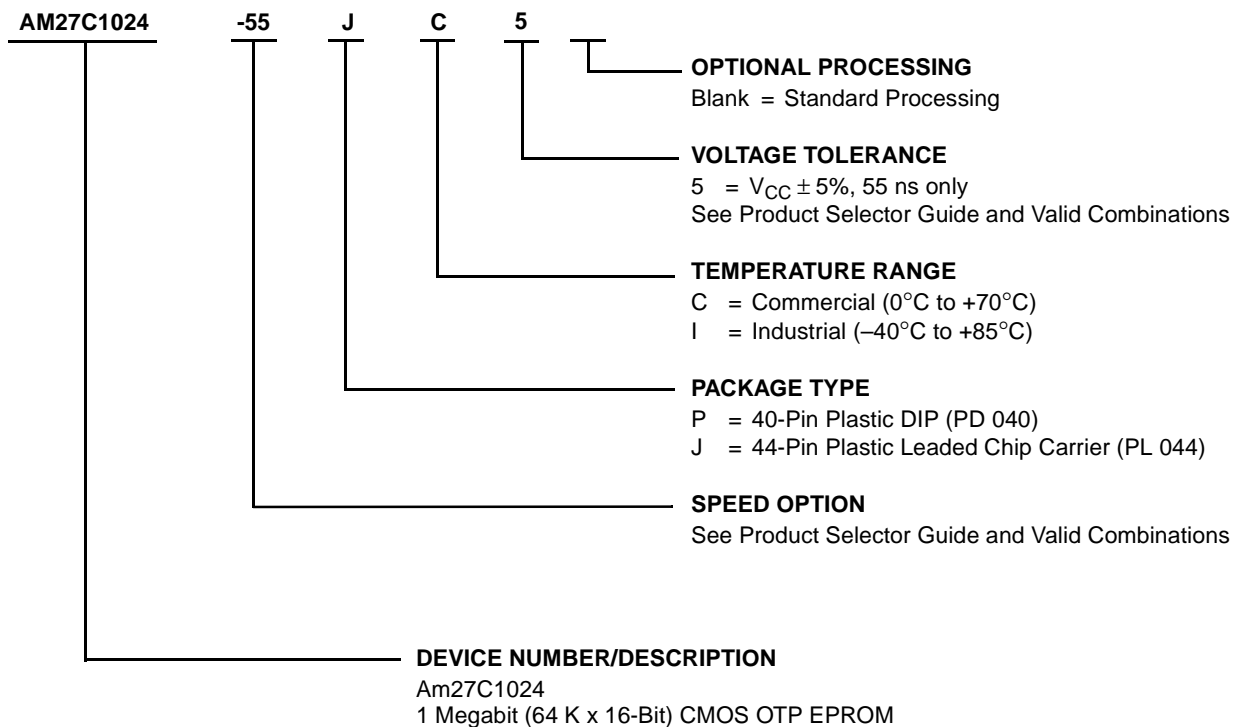 AM27C1024 -55 J C 5
OPTIONAL PROCESSING
Blank = Standard Processing
VOLTAGE TOLERANCE
5 = VCC ± 5%, 55 ns only
See Product Selector Guide and Valid Combinations
TEMPERATURE RANGE
C = Commercial (0°C to +70°C)
I = Industrial (–40°C to +85°C)
PACKAGE TYPE
P = 40-Pin Plastic DIP (PD 040)
J = 44-Pin Plastic Leaded Chip Carrier (PL 044)
SPEED OPTION
See Product Selector Guide and Valid Combinations
DEVICE NUMBER/DESCRIPTION
Am27C1024
1 Megabit (64 K x 16-Bit) CMOS OTP EPROM